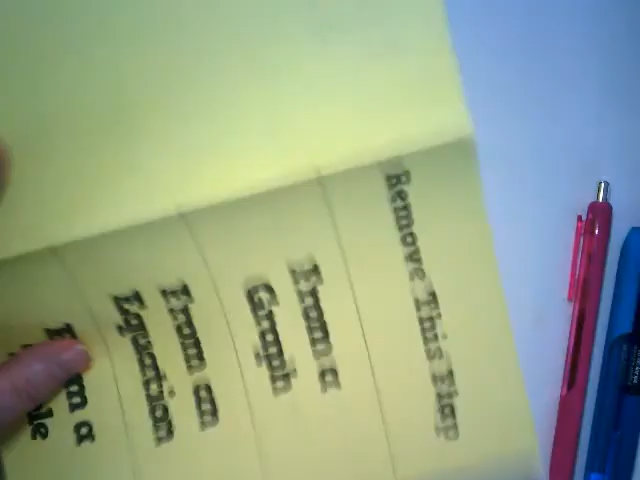 Remove This Flap
From a
Graph
From an
Equation
From a